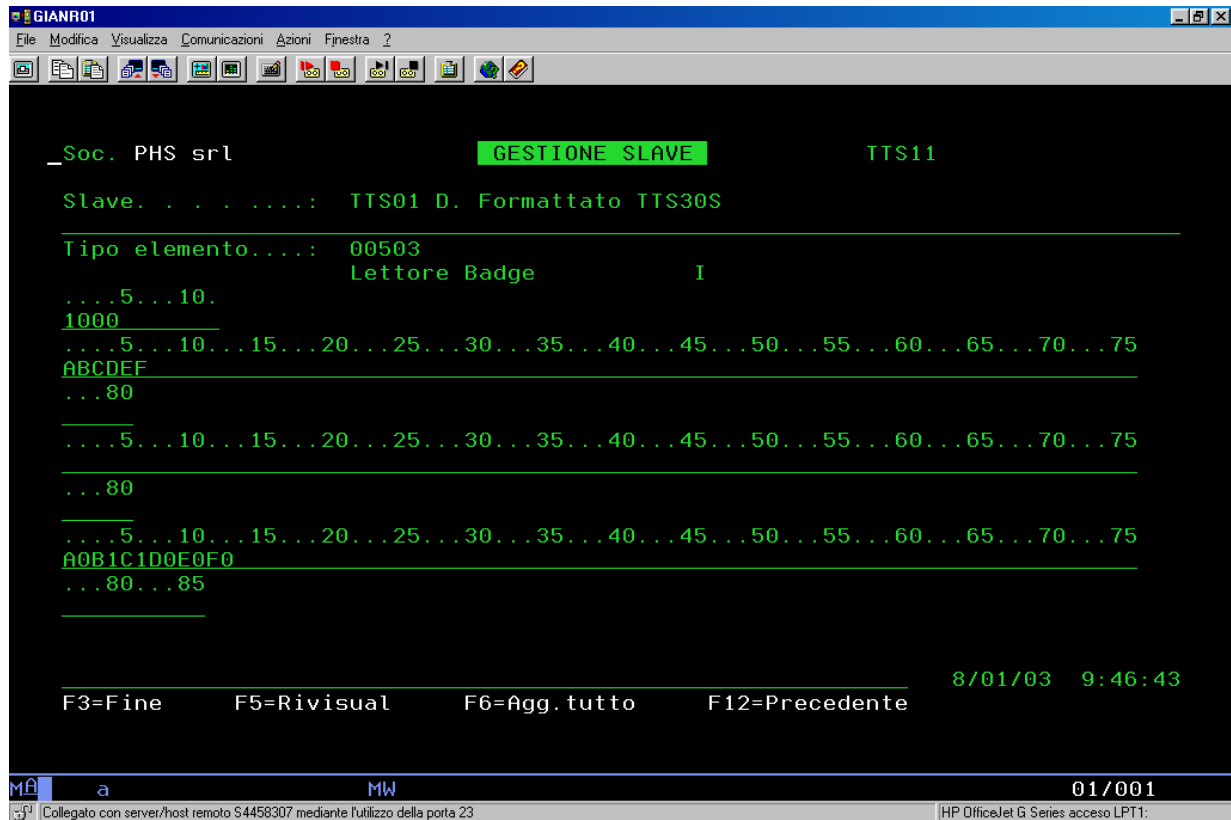 GIANR01
File Modifica Visualizza Comunicazioni Azioni Finestra ?
_Soc. PHS srl GESTIONE SLAVE TTS11
Slave. . . . ....: TTS01 D. Formattato TTS30S
Tipo elemento....: 00503
Lettore Badge I
....5...10.
1000
....5...10...15...20...25...30...35...40...45...50...55...60...65...70...75
ABCDEF
...80
....5...10...15...20...25...30...35...40...45...50...55...60...65...70...75
...80
....5...10...15...20...25...30...35...40...45...50...55...60...65...70...75
A0B1C1D0E0F0
...80...85
8/01/03 9:46:43
F3=Fine F5=Rivisual F6=Agg.tutto F12=Precedente
MA a MW 01/001
Collegato con server/host remoto S4458307 mediante l'utilizzo della porta 23 HP OfficeJet G Series acceso LPT1: